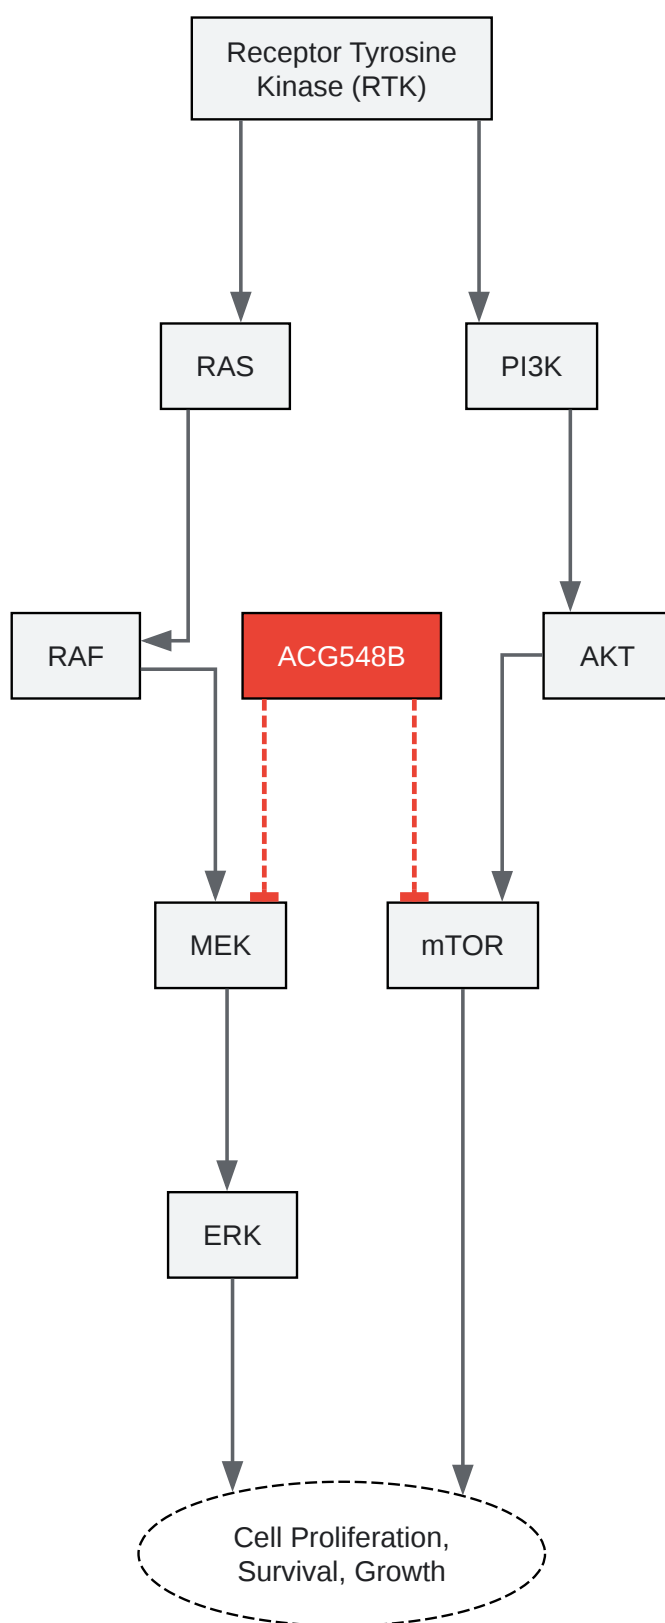 Receptor Tyrosine
Kinase (RTK)
RAS
PI3K
RAF
ACG548B
AKT
MEK
mTOR
ERK
Cell Proliferation,
Survival, Growth